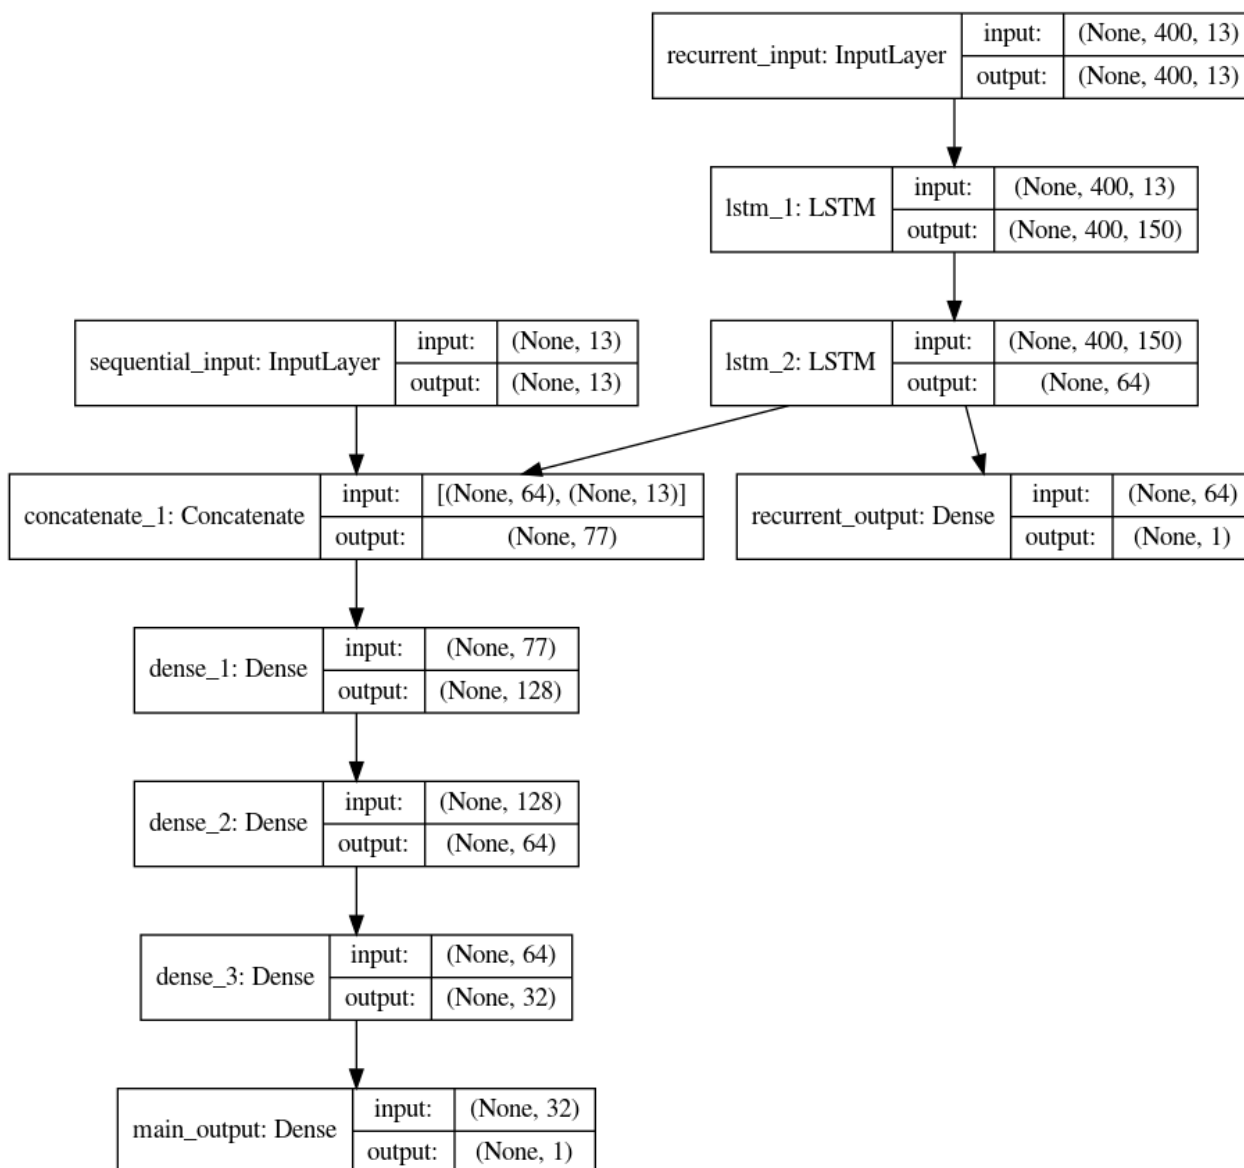 recurrent_input: InputLayer
input: (None, 400, 13)
output: (None, 400, 13)
lstm_1: LSTM
input: (None, 400, 13)
output: (None, 400, 150)
sequential_input: InputLayer
input: (None, 13)
output: (None, 13)
lstm_2: LSTM
input: (None, 400, 150)
output: (None, 64)
concatenate_1: Concatenate
input: [(None, 64), (None, 13)]
output: (None, 77)
recurrent_output: Dense
input: (None, 64)
output: (None, 1)
dense_1: Dense
input: (None, 77)
output: (None, 128)
dense_2: Dense
input: (None, 128)
output: (None, 64)
dense_3: Dense
input: (None, 64)
output: (None, 32)
main_output: Dense
input: (None, 32)
output: (None, 1)